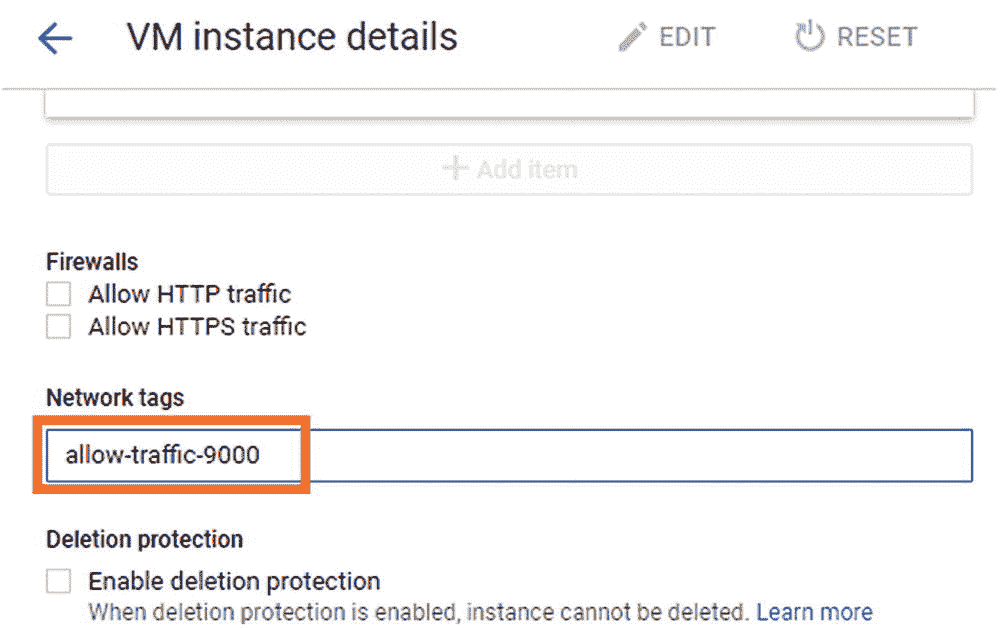 VM instance details EDIT RESET
+ Add item
Firewalls
Allow HTTP traffic
Allow HTTPS traffic
Network tags
allow-traffic-9000
Deletion protection
Enable deletion protection
When deletion protection is enabled, instance cannot be deleted. Learn more